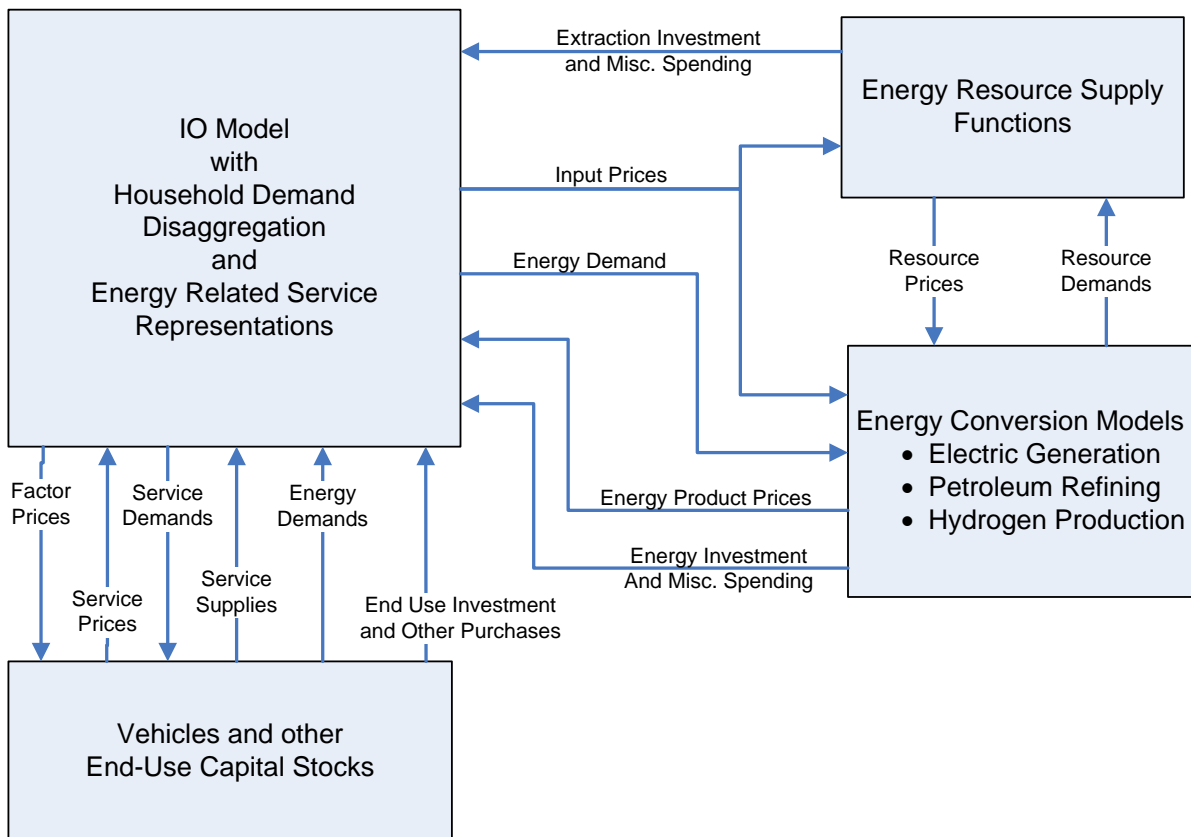 IO Model
with
Household Demand
Disaggregation
and
Energy Related Service
Representations
Extraction Investment
and Misc. Spending
Energy Resource Supply
Functions
Input Prices
Energy Demand
Resource
Prices
Resource
Demands
Energy Conversion Models
• Electric Generation
• Petroleum Refining
• Hydrogen Production
Energy Product Prices
Energy Investment
And Misc. Spending
Factor
Prices
Service
Prices
Service
Demands
Service
Supplies
Energy
Demands
End Use Investment
and Other Purchases
Vehicles and other
End-Use Capital Stocks